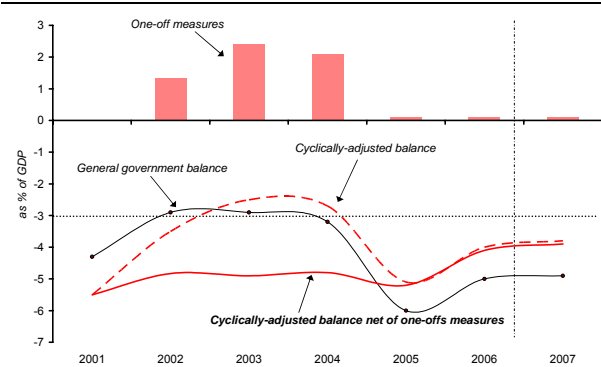 3
One-off measures
2
1
0
-1
Cyclically-adjusted balance
General government balance
-2
-3
-4
-5
-6
-7
as % of GDP
Cyclically-adjusted balance net of one-offs measures
2001 2002 2003 2004 2005 2006 2007